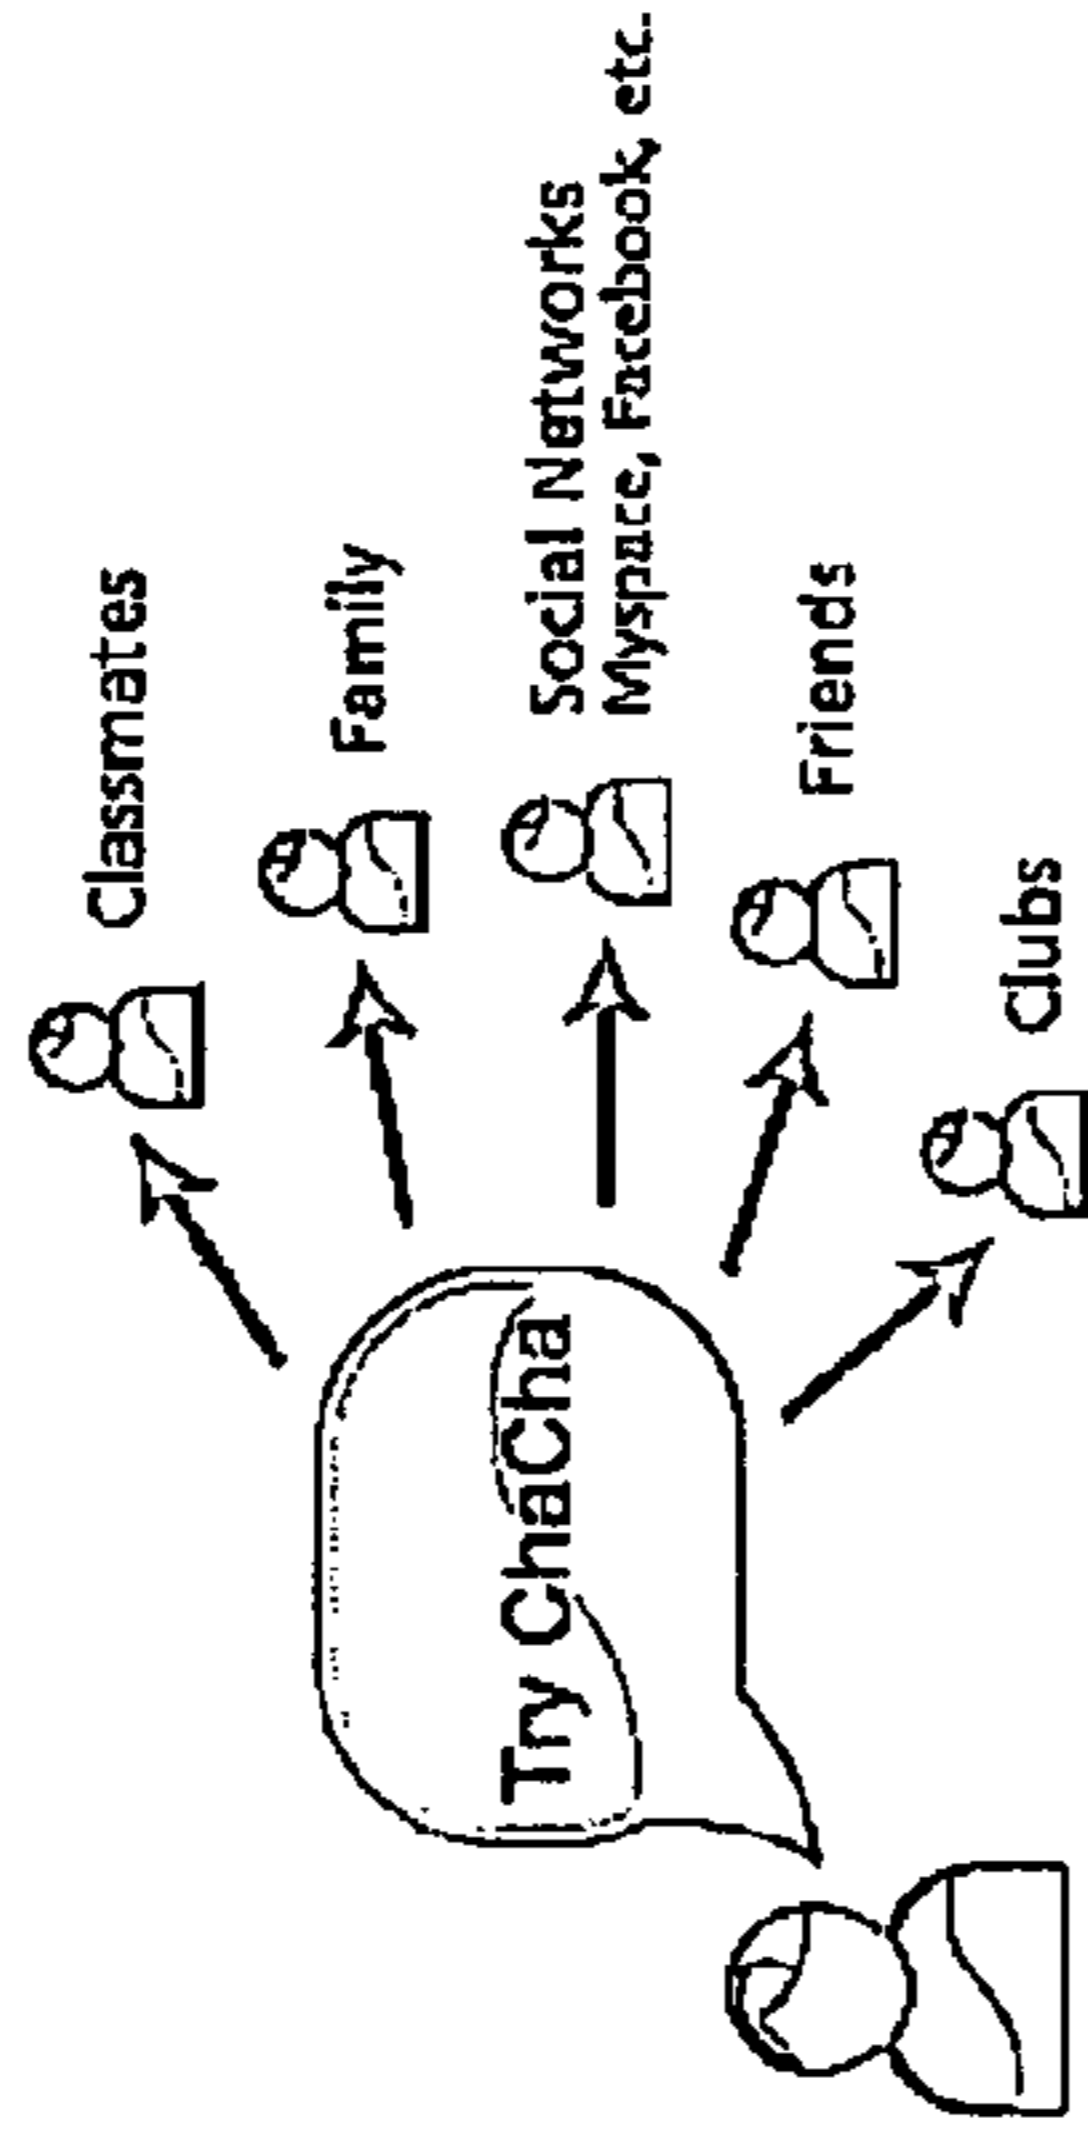 Try ChaCha
Classmates
Family
Social Networks
Myspace, Facebook, etc.
Friends
Clubs